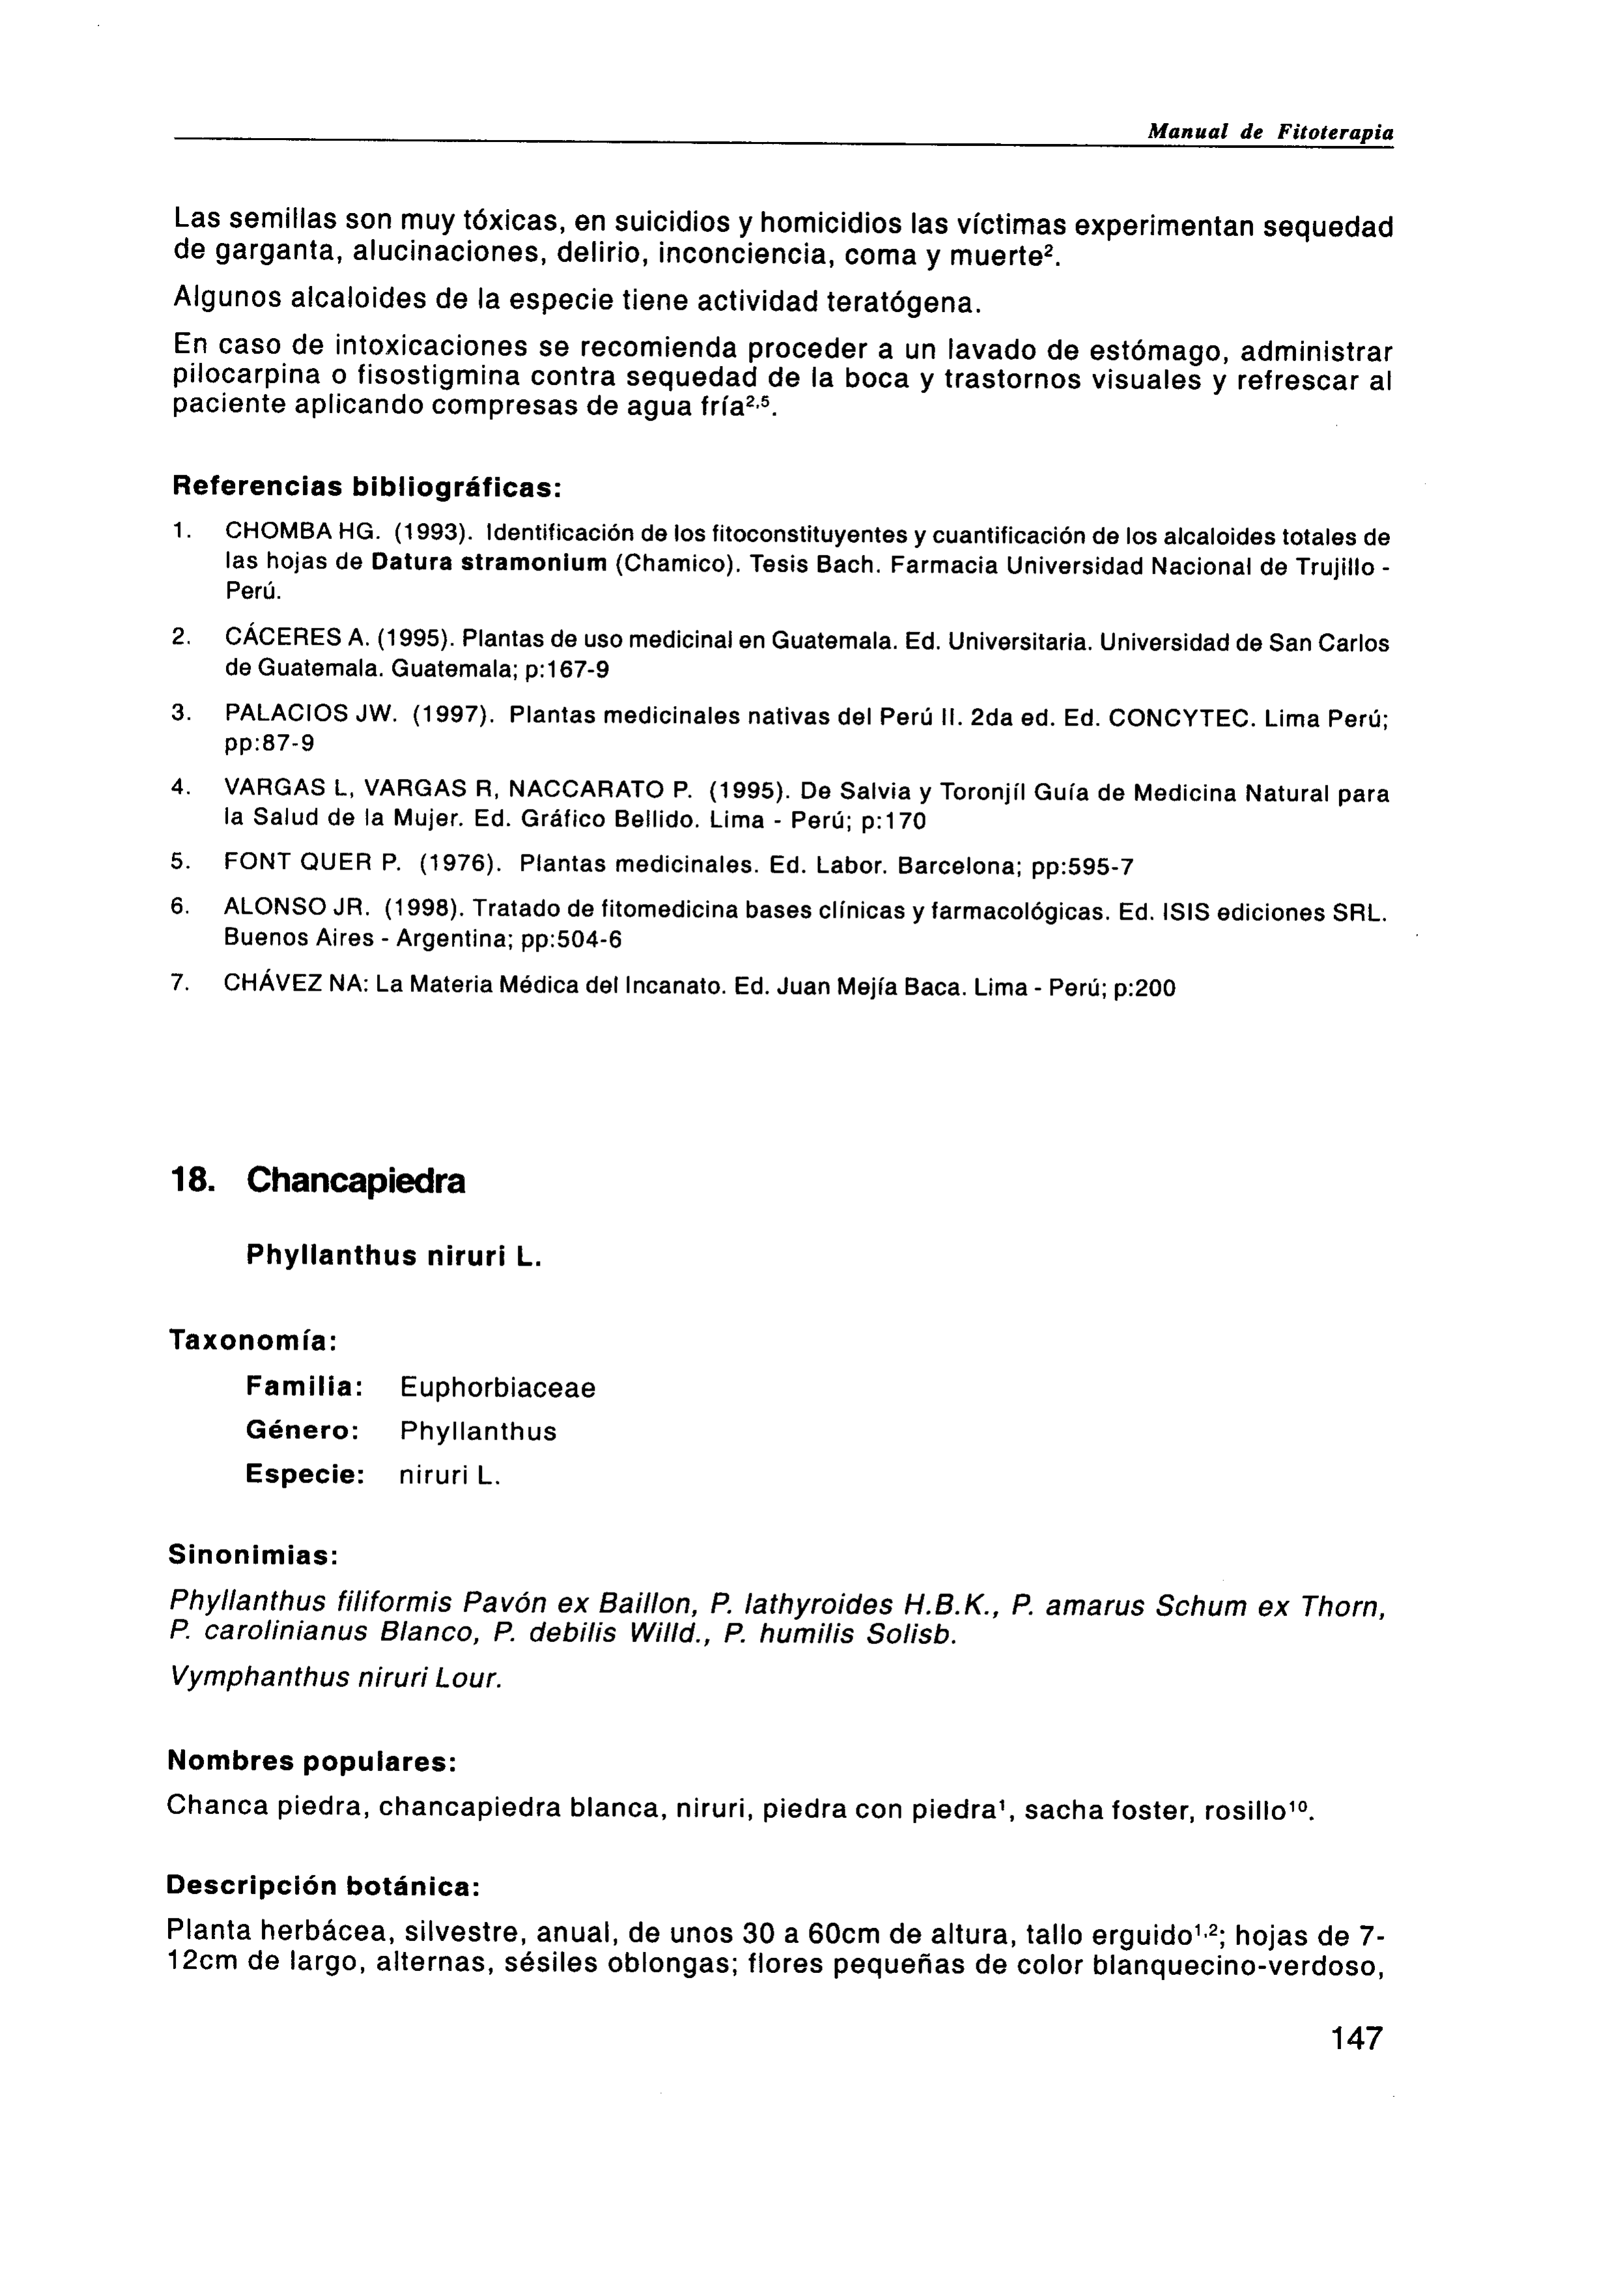 Manual de Fitoterapia
Las semillas son muy tóxicas, en suicidios y homicidios las víctimas experimentan sequedad
de garganta, alucinaciones, delirio, inconciencia, coma y muerte².
Algunos alcaloides de la especie tiene actividad teratógena.
En caso de intoxicaciones se recomienda proceder a un lavado de estómago, administrar
pilocarpina o fisostigmina contra sequedad de la boca y trastornos visuales y refrescar al
paciente aplicando compresas de agua fría²,⁵.
Referencias bibliográficas:
1. CHOMBA HG. (1993). Identificación de los fitoconstituyentes y cuantificación de los alcaloides totales de
las hojas de Datura stramonium (Chamico). Tesis Bach. Farmacia Universidad Nacional de Trujillo -
Perú.
2. CÁCERES A. (1995). Plantas de uso medicinal en Guatemala. Ed. Universitaria. Universidad de San Carlos
de Guatemala. Guatemala; p:167-9
3. PALACIOS JW. (1997). Plantas medicinales nativas del Perú II. 2da ed. Ed. CONCYTEC. Lima Perú;
pp:87-9
4. VARGAS L, VARGAS R, NACCARATO P. (1995). De Salvia y Toronjíl Guía de Medicina Natural para
la Salud de la Mujer. Ed. Gráfico Bellido. Lima - Perú; p:170
5. FONT QUER P. (1976). Plantas medicinales. Ed. Labor. Barcelona; pp:595-7
6. ALONSO JR. (1998). Tratado de fitomedicina bases clínicas y farmacológicas. Ed. ISIS ediciones SRL.
Buenos Aires - Argentina; pp:504-6
7. CHÁVEZ NA: La Materia Médica del Incanato. Ed. Juan Mejía Baca. Lima - Perú; p:200
18. Chancapiedra
Phyllanthus niruri L.
Taxonomía:
Familia: Euphorbiaceae
Género: Phyllanthus
Especie: niruri L.
Sinonimias:
Phyllanthus filiformis Pavón ex Baillon, P. lathyroides H.B.K., P. amarus Schum ex Thorn,
P. carolinianus Blanco, P. debilis Willd., P. humilis Solisb.
Vymphanthus niruri Lour.
Nombres populares:
Chanca piedra, chancapiedra blanca, niruri, piedra con piedra¹, sacha foster, rosillo¹⁰.
Descripción botánica:
Planta herbácea, silvestre, anual, de unos 30 a 60cm de altura, tallo erguido¹,²; hojas de 7-
12cm de largo, alternas, sésiles oblongas; flores pequeñas de color blanquecino-verdoso,
147